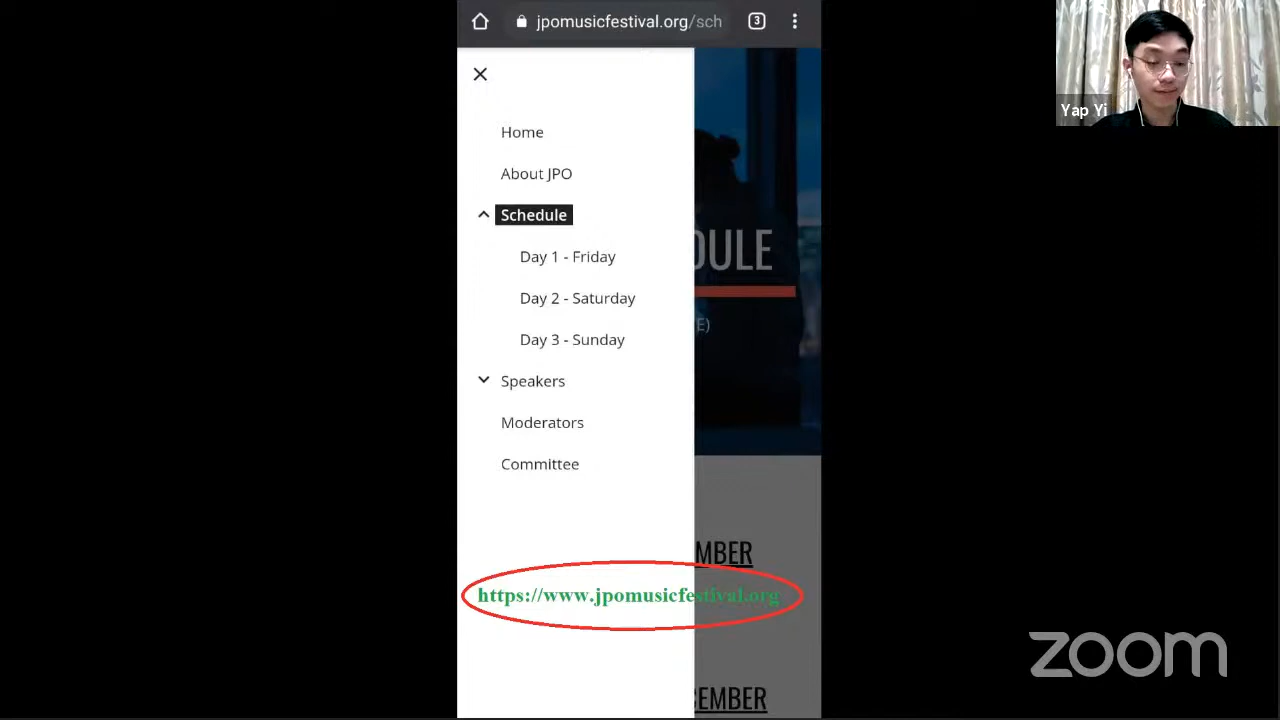 jpomusicfestival.org/sch
3
Yap Yi
Home
About JPO
Schedule
Day 1 - Friday
Day 2 - Saturday
Day 3 - Sunday
Speakers
Moderators
Committee
DULE
E)
MBER
https://www.jpomusicfestival.org
CEMBER
zoom